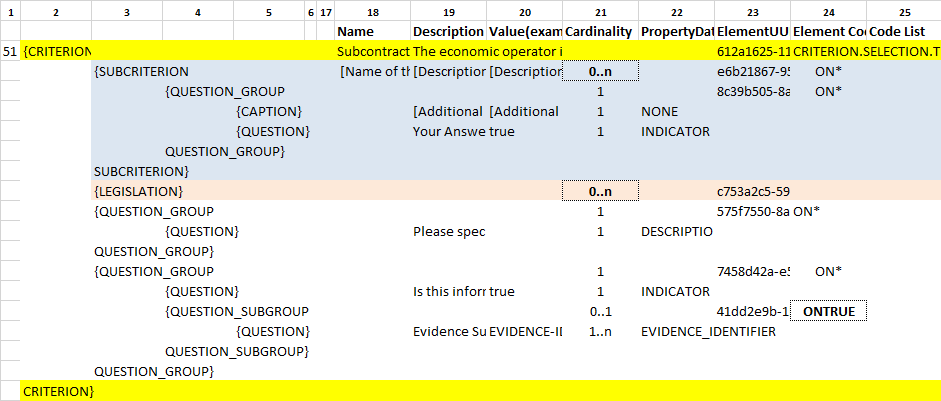 1 2 3 4 5 6 17 18 19 20 21 22 23 24 25
Name Description Value(exam Cardinality PropertyDat ElementUU Element Cod Code List
51 {CRITERION Subcontract The economic operator i 612a1625-11 CRITERION.SELECTION.T
{SUBCRITERION [Name of th [Description [Description 0..n e6b21867-95 ON*
{QUESTION_GROUP 1 8c39b505-8a ON*
{CAPTION} [Additional [Additional 1 NONE
{QUESTION} Your Answe true 1 INDICATOR
QUESTION_GROUP}
SUBCRITERION}
{LEGISLATION} 0..n c753a2c5-59
{QUESTION_GROUP 1 575f7550-8a ON*
{QUESTION} Please spec 1 DESCRIPTIO
QUESTION_GROUP}
{QUESTION_GROUP 1 7458d42a-e5 ON*
{QUESTION} Is this inforr true 1 INDICATOR
{QUESTION_SUBGROUP 0..1 41dd2e9b-1 ONTRUE
{QUESTION} Evidence Su EVIDENCE-II 1..n EVIDENCE_IDENTIFIER
QUESTION_SUBGROUP}
QUESTION_GROUP}
CRITERION}